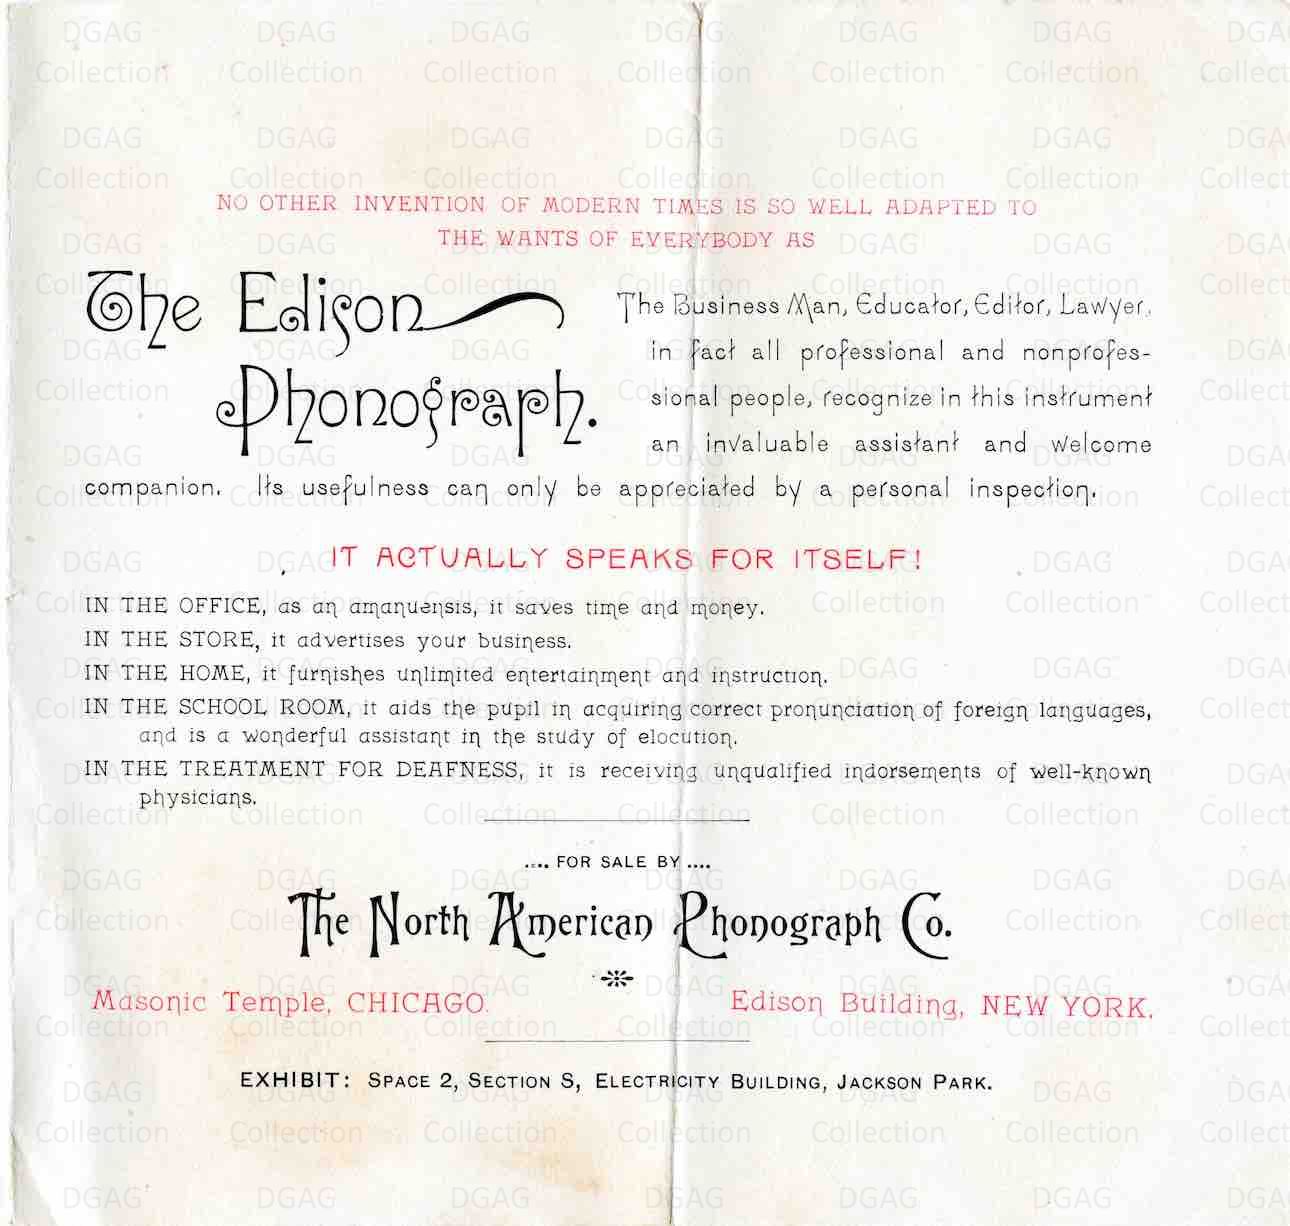 NO OTHER INVENTION OF MODERN TIMES IS SO WELL ADAPTED TO
THE WANTS OF EVERYBODY AS
The Edison
Phonograph.
The Business Man, Educator, Editor, Lawyer,
in fact all professional and nonprofes-
sional people, recognize in this instrument
an invaluable assistant and welcome
companion. Its usefulness can only be appreciated by a personal inspection.
IT ACTUALLY SPEAKS FOR ITSELF!
IN THE OFFICE, as an amanuensis, it saves time and money.
IN THE STORE, it advertises your business.
IN THE HOME, it furnishes unlimited entertainment and instruction.
IN THE SCHOOL ROOM, it aids the pupil in acquiring correct pronunciation of foreign languages,
and is a wonderful assistant in the study of elocution.
IN THE TREATMENT FOR DEAFNESS, it is receiving unqualified indorsements of well-known
physicians.
.... FOR SALE BY ....
The North American Phonograph Co.
Masonic Temple, CHICAGO.
Edison Building, NEW YORK.
EXHIBIT: SPACE 2, SECTION S, ELECTRICITY BUILDING, JACKSON PARK.
DGAG
Collection